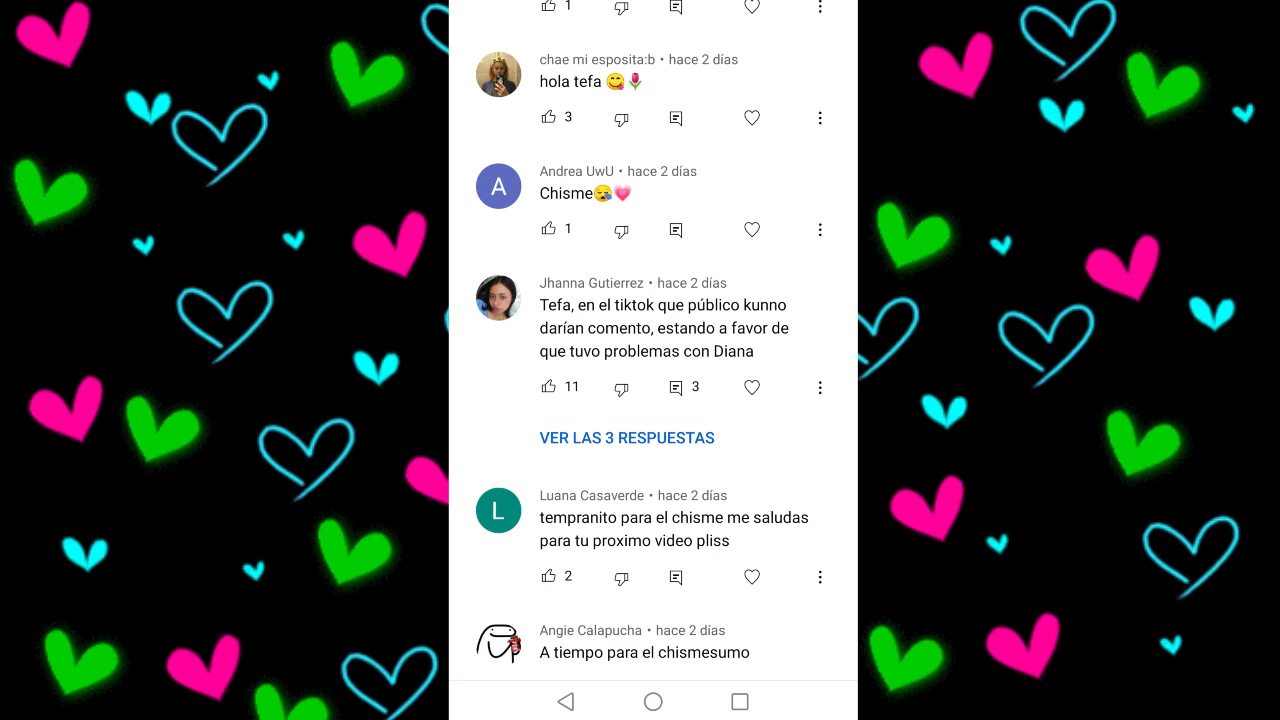 1
chae mi esposita:b • hace 2 días
hola tefa 😋🌷
3
Andrea UwU • hace 2 días
Chisme😪💗
1
Jhanna Gutierrez • hace 2 días
Tefa, en el tiktok que público kunno
darían comento, estando a favor de
que tuvo problemas con Diana
11 3
VER LAS 3 RESPUESTAS
Luana Casaverde • hace 2 días
tempranito para el chisme me saludas
para tu proximo video pliss
2
Angie Calapucha • hace 2 días
A tiempo para el chismesumo
A
L